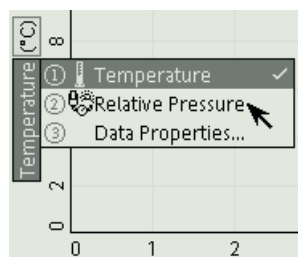 (°C)
8
Temperature
① Temperature ✓
② Relative Pressure
③ Data Properties...
2
0
0 1 2